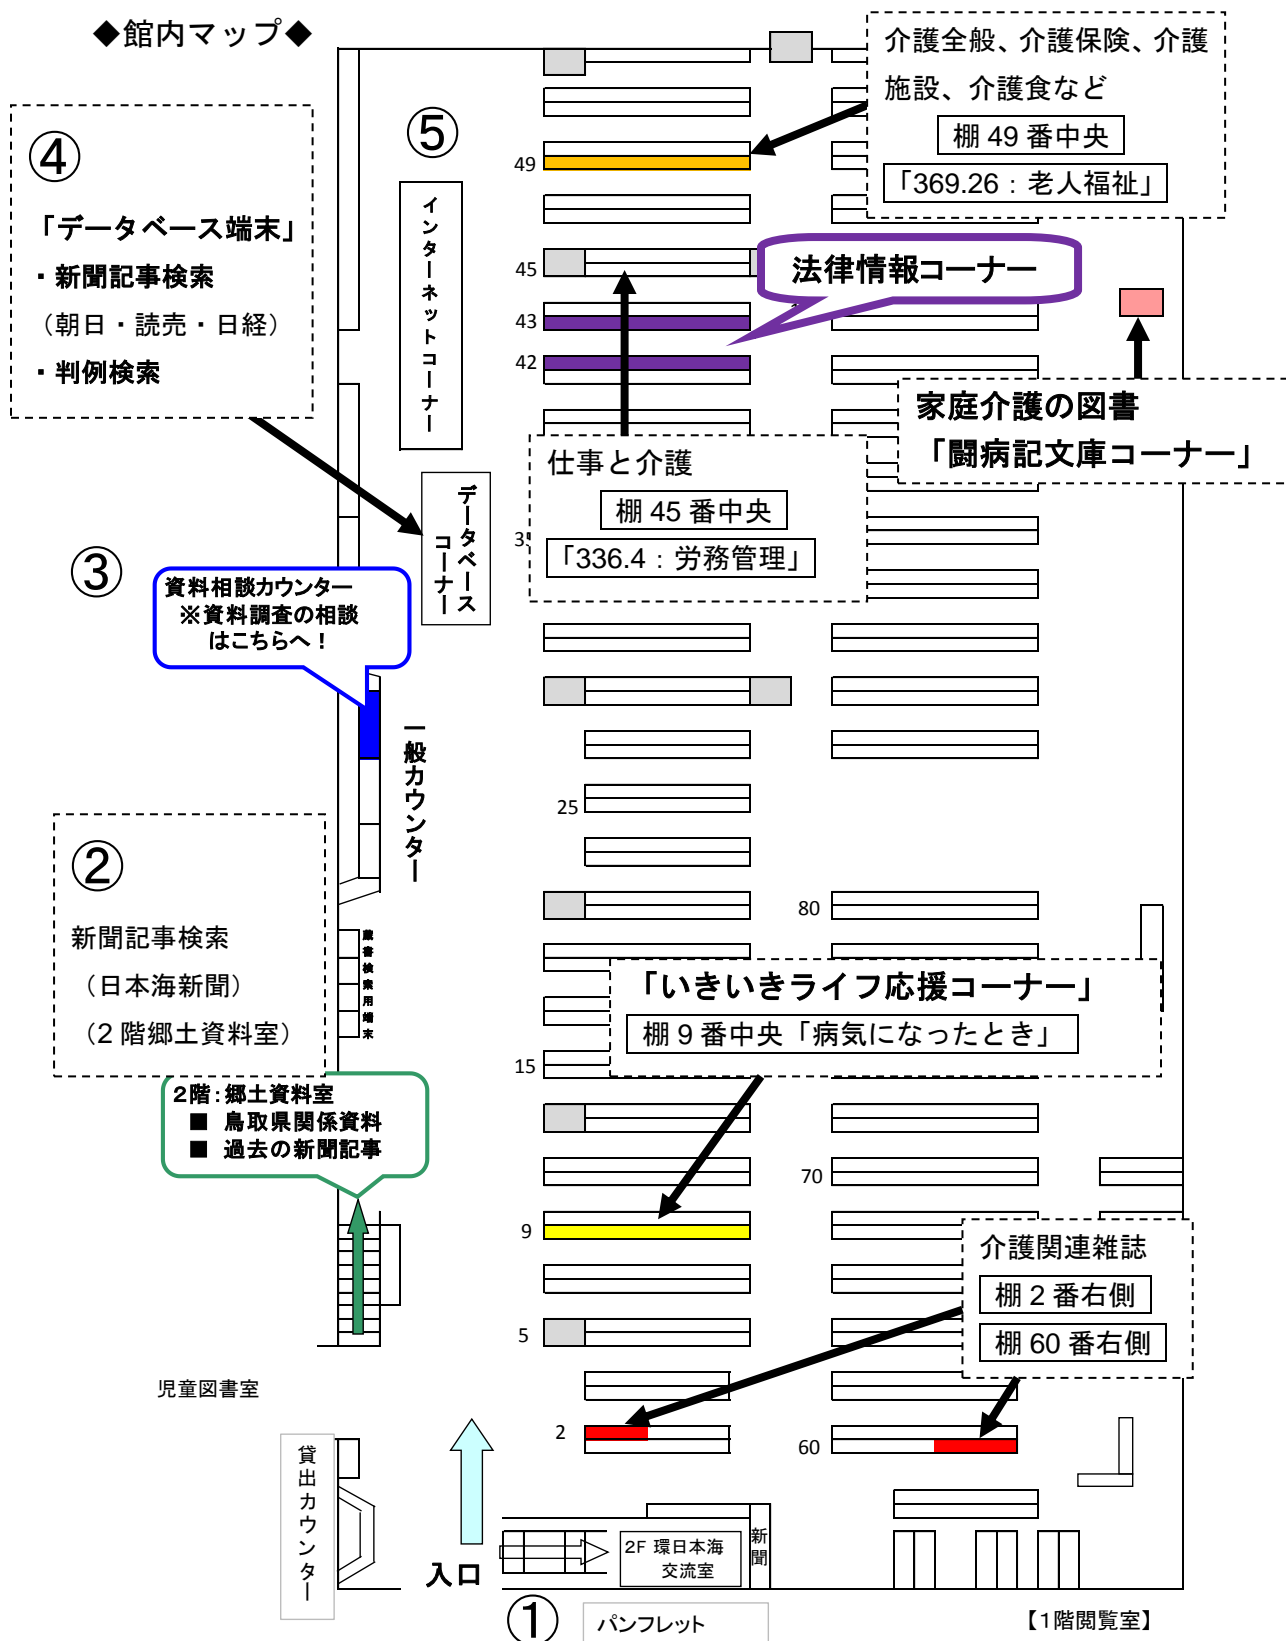 ◆館内マップ◆
介護全般、介護保険、介護
施設、介護食など
棚 49 番中央
「369.26：老人福祉」
④
「データベース端末」
・新聞記事検索
（朝日・読売・日経）
・判例検索
⑤
インターネットコーナー
49
45
43
42
法律情報コーナー
家庭介護の図書
「闘病記文庫コーナー」
仕事と介護
棚 45 番中央
「336.4：労務管理」
データベース
コーナー
③
資料相談カウンター
※資料調査の相談
はこちらへ！
一般カウンター
25
80
②
新聞記事検索
（日本海新聞）
（2 階郷土資料室）
蔵書検索用端末
「いきいきライフ応援コーナー」
棚 9 番中央「病気になったとき」
15
2階：郷土資料室
■ 鳥取県関係資料
■ 過去の新聞記事
70
9
介護関連雑誌
棚 2 番右側
棚 60 番右側
5
児童図書室
2
60
貸出カウンター
入口
2F 環日本海
交流室
新聞
①
パンフレット
【1階閲覧室】